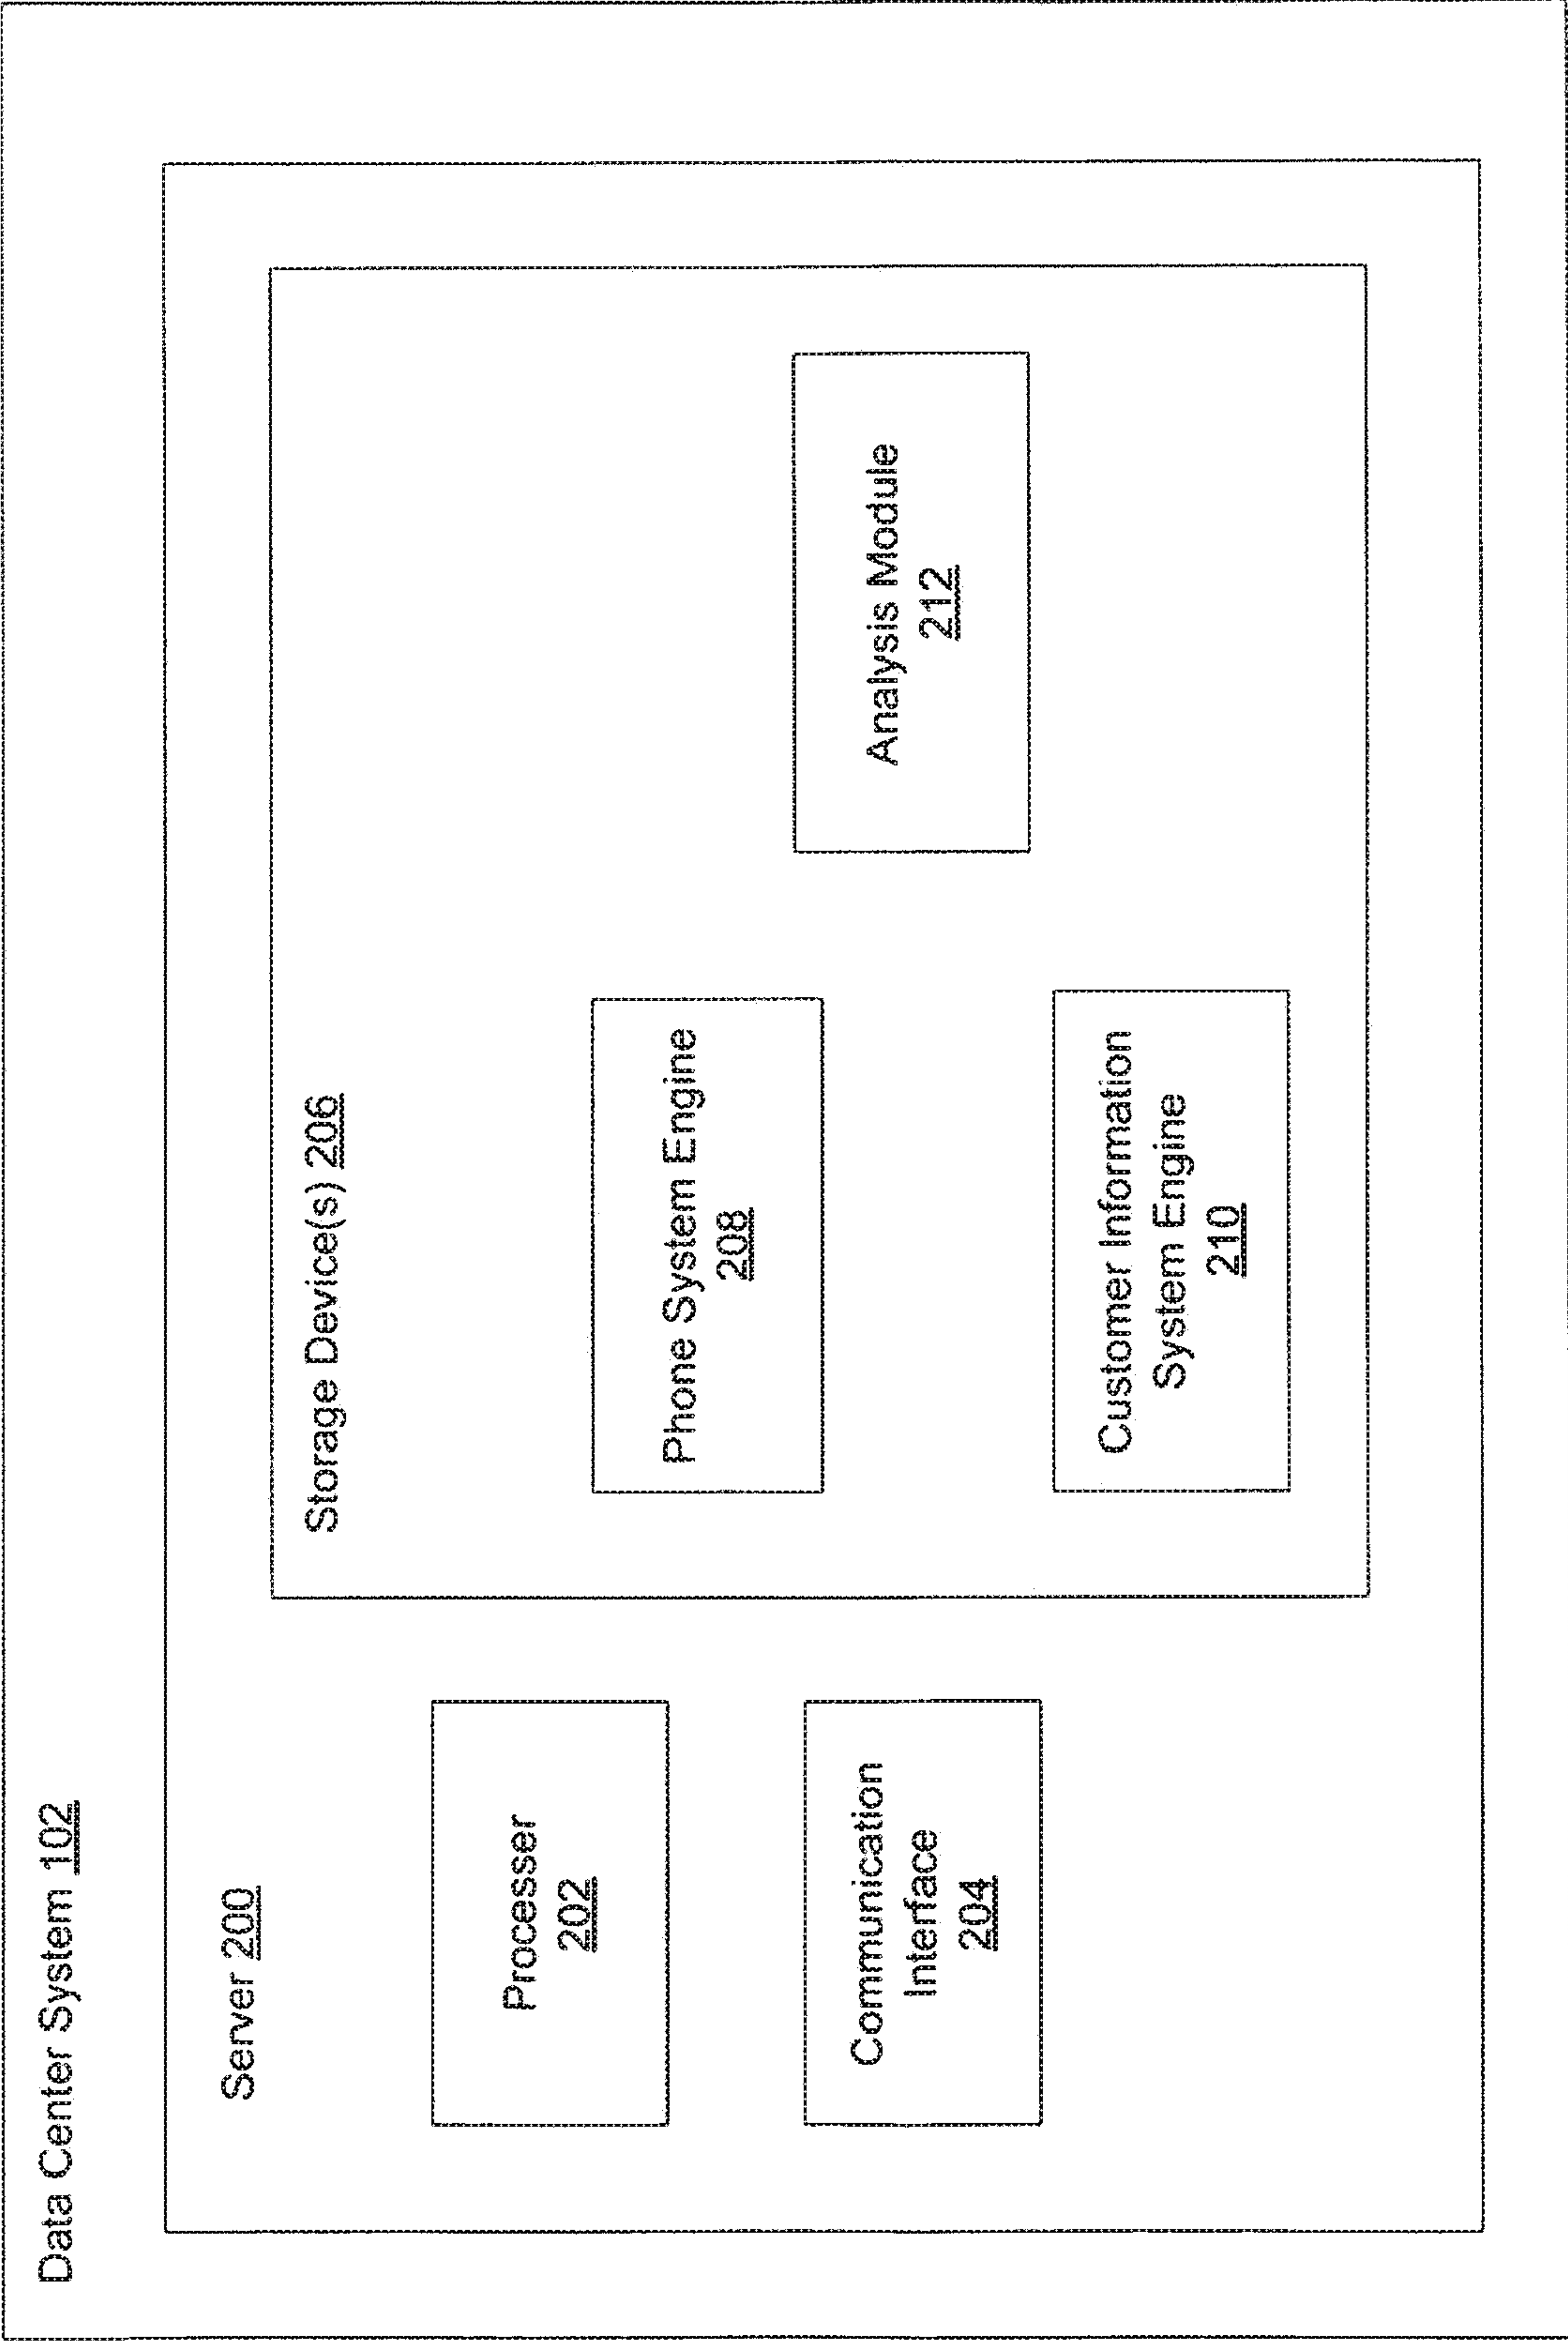 Data Center System 102
Server 200
Processer
202
Communication
Interface
204
Storage Device(s) 206
Phone System Engine
208
Customer Information
System Engine
210
Analysis Module
212